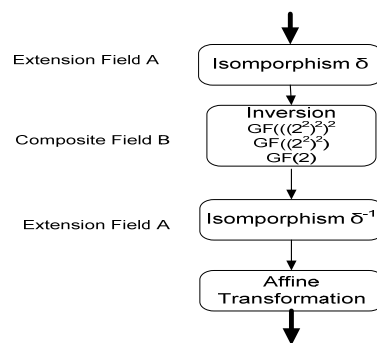 Extension Field A
Isomporphism δ
Inversion
GF(((2²)²)²
Composite Field B
GF((2²)²)
GF(2)
Extension Field A
Isomporphism δ⁻¹
Affine
Transformation